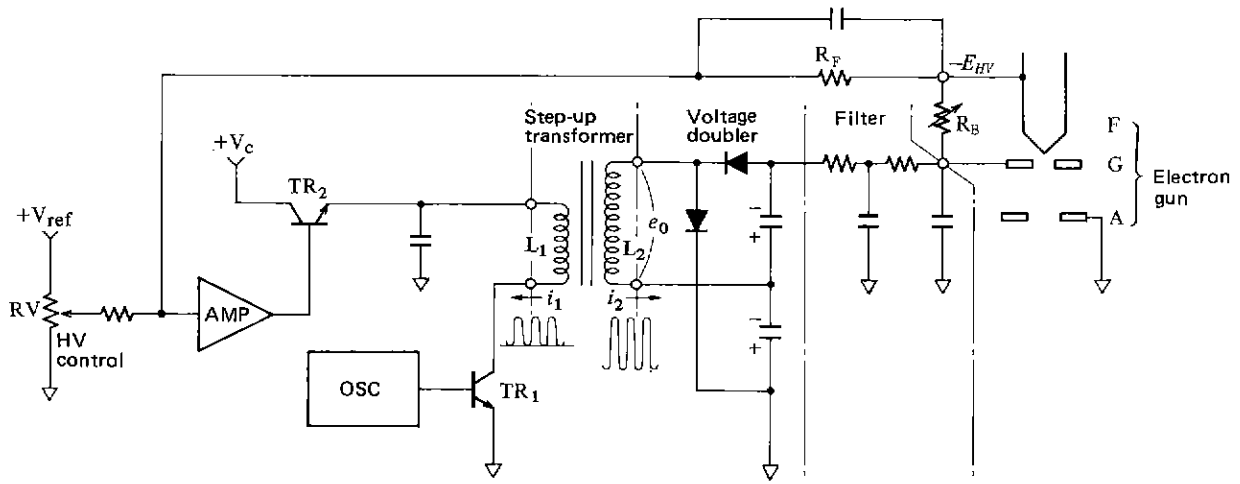 R_F
-E_HV
Step-up
transformer
Voltage
doubler
Filter
R_B
F
G
A
Electron
gun
+V_c
TR_2
+V_ref
L_1
L_2
e_0
RV
HV
control
AMP
i_1
i_2
-
+
-
+
OSC
TR_1